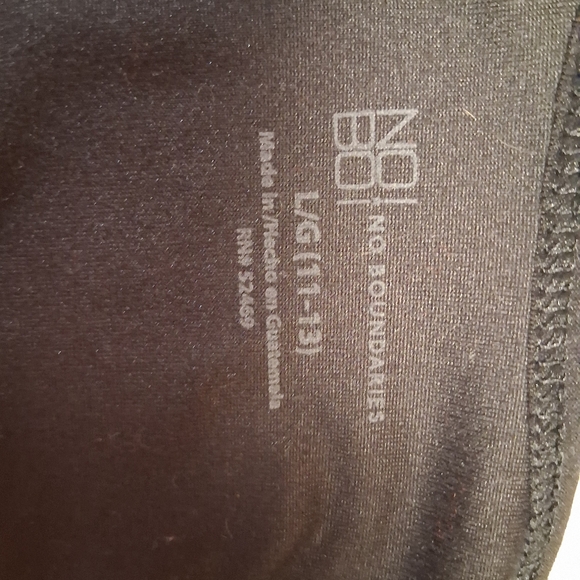 NO
BO
NO BOUNDARIES
L/G (11-13)
Made in/Hecho en Guatemala
RN# 52469